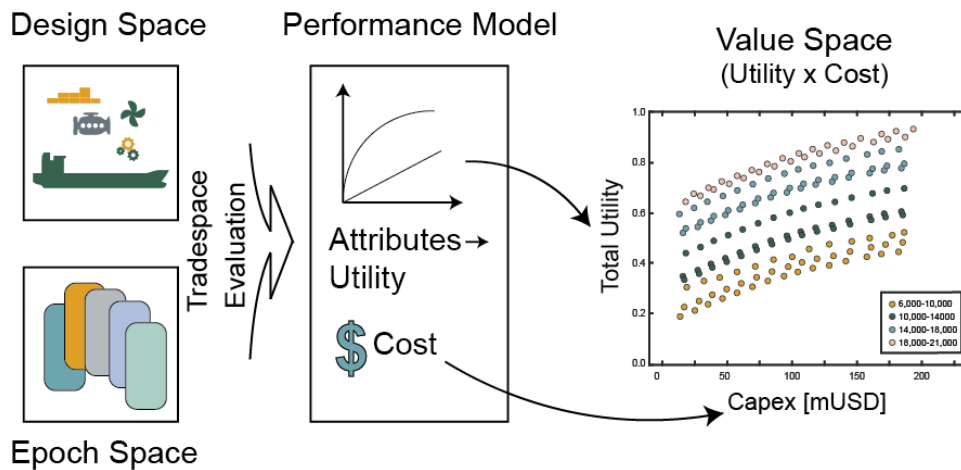 Design Space
Performance Model
Value Space
(Utility x Cost)
Tradespace
Evaluation
Attributes
Utility
$ Cost
Epoch Space
Total Utility
1.0
0.8
0.6
0.4
0.2
0.0
0
50
100
150
200
Capex [mUSD]
6,000-10,000
10,000-14000
14,000-18,000
18,000-21,000